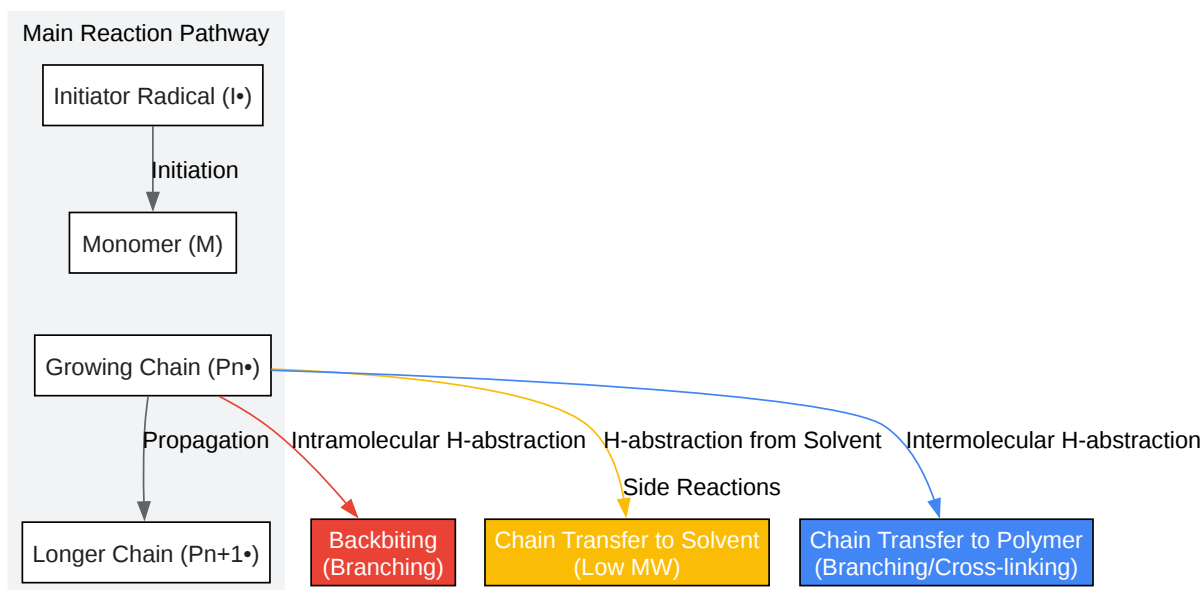 Main Reaction Pathway
Initiator Radical (I•)
Initiation
Monomer (M)
Growing Chain (Pn•)
Propagation
Intramolecular H-abstraction
H-abstraction from Solvent
Intermolecular H-abstraction
Side Reactions
Longer Chain (Pn+1•)
Backbiting
(Branching)
Chain Transfer to Solvent
(Low MW)
Chain Transfer to Polymer
(Branching/Cross-linking)